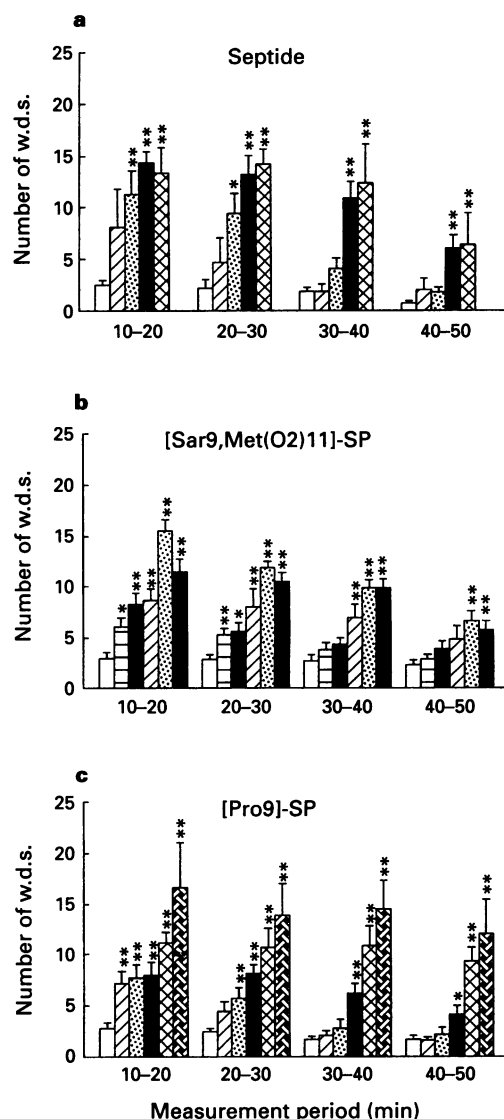 a
Septide
25
20
15
10
5
0
Number of w.d.s.
** ** **
* ** **
** **
** **
10–20 20–30 30–40 40–50
b
[Sar9,Met(O2)11]-SP
25
20
15
10
5
0
Number of w.d.s.
* ** ** ** **
** * ** ** **
** ** **
** **
10–20 20–30 30–40 40–50
c
[Pro9]-SP
25
20
15
10
5
0
Number of w.d.s.
** ** ** ** **
** ** ** **
** ** **
* ** **
10–20 20–30 30–40 40–50
Measurement period (min)